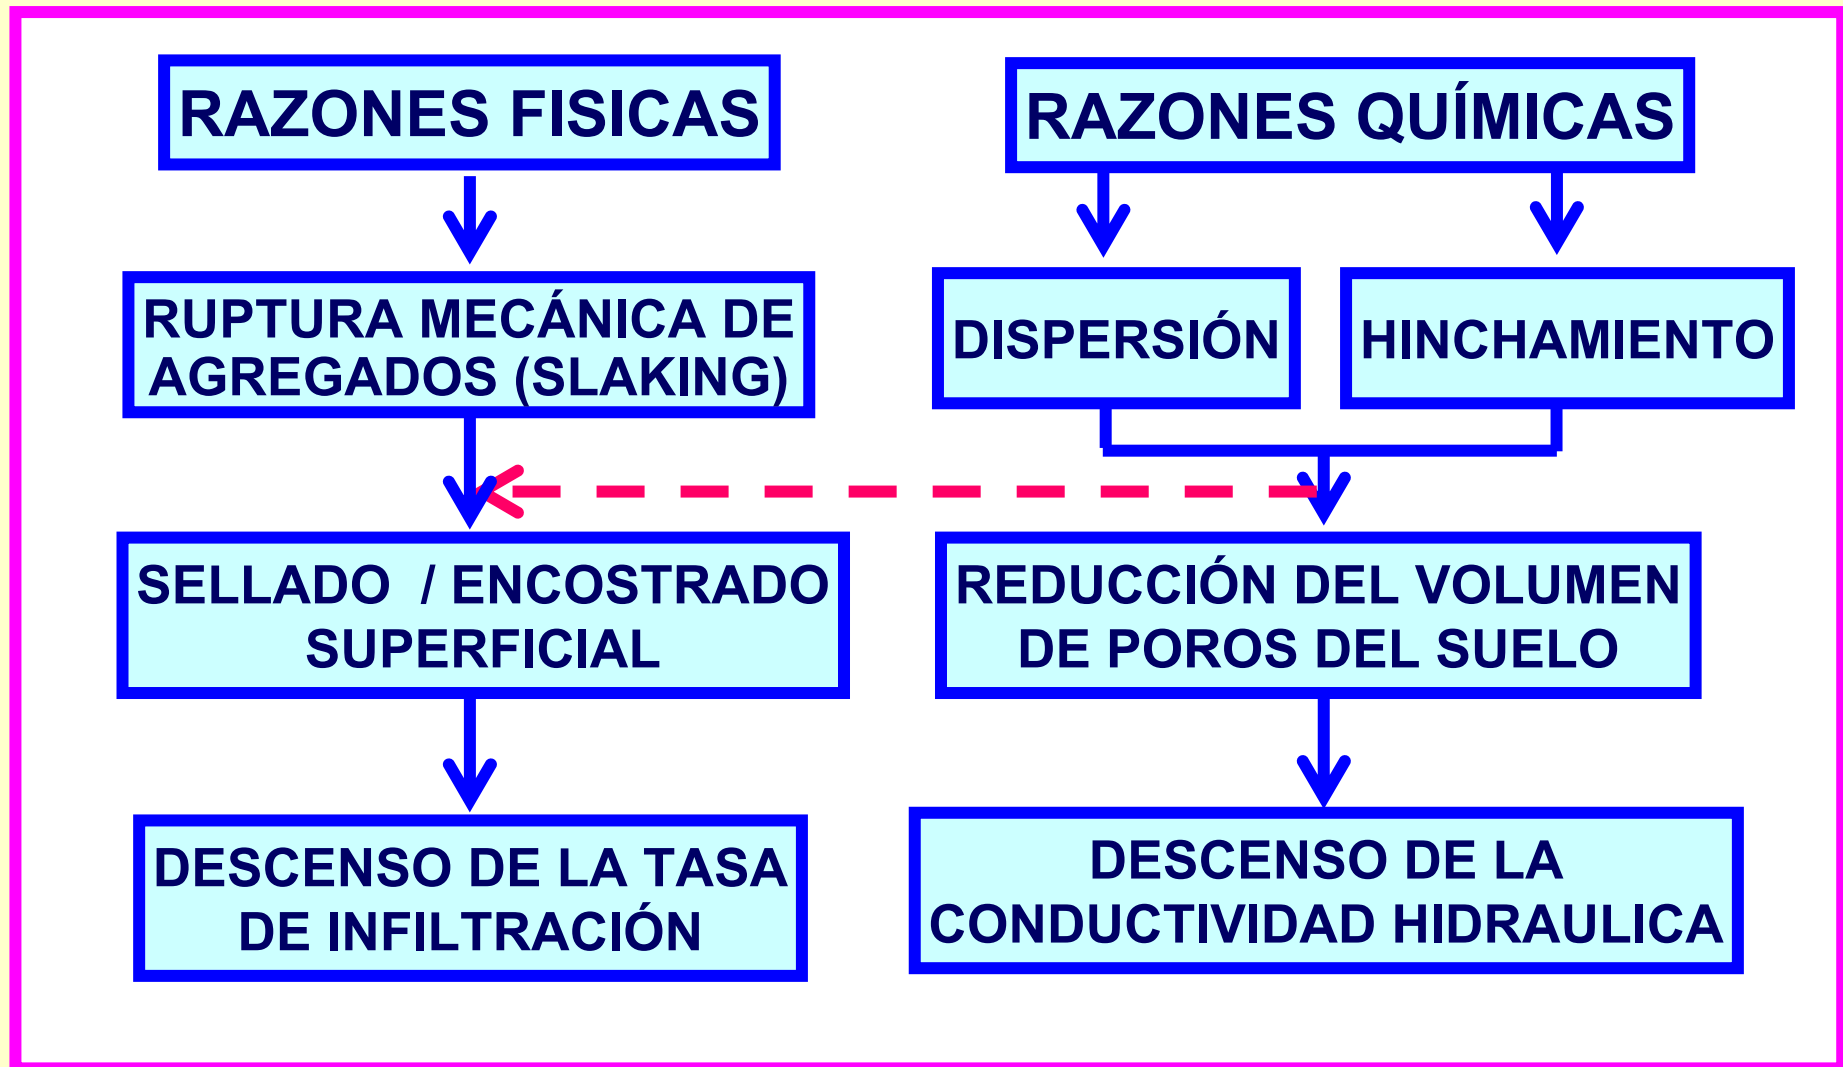 RAZONES FISICAS
RAZONES QUÍMICAS
RUPTURA MECÁNICA DE
AGREGADOS (SLAKING)
DISPERSIÓN
HINCHAMIENTO
SELLADO / ENCOSTRADO
SUPERFICIAL
REDUCCIÓN DEL VOLUMEN
DE POROS DEL SUELO
DESCENSO DE LA TASA
DE INFILTRACIÓN
DESCENSO DE LA
CONDUCTIVIDAD HIDRAULICA